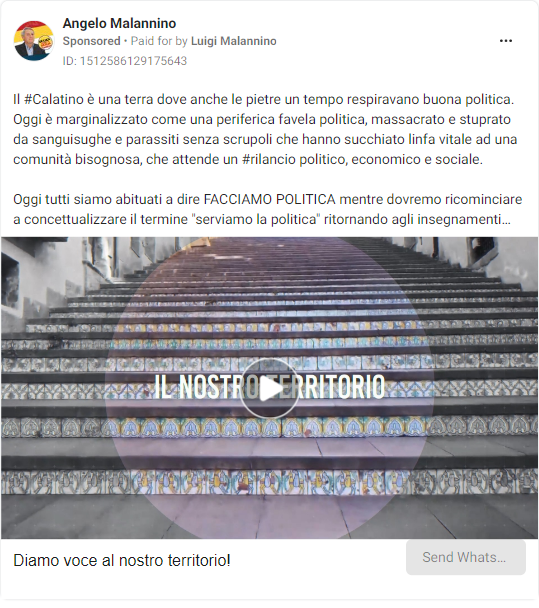 Angelo Malannino
Sponsored • Paid for by Luigi Malannino
ID: 1512586129175643
Il #Calatino è una terra dove anche le pietre un tempo respiravano buona politica.
Oggi è marginalizzato come una periferica favela politica, massacrato e stuprato
da sanguisughe e parassiti senza scrupoli che hanno succhiato linfa vitale ad una
comunità bisognosa, che attende un #rilancio politico, economico e sociale.
Oggi tutti siamo abituati a dire FACCIAMO POLITICA mentre dovremo ricominciare
a concettualizzare il termine "serviamo la politica" ritornando agli insegnamenti...
IL NOSTRO TERRITORIO
Diamo voce al nostro territorio!
Send Whats...